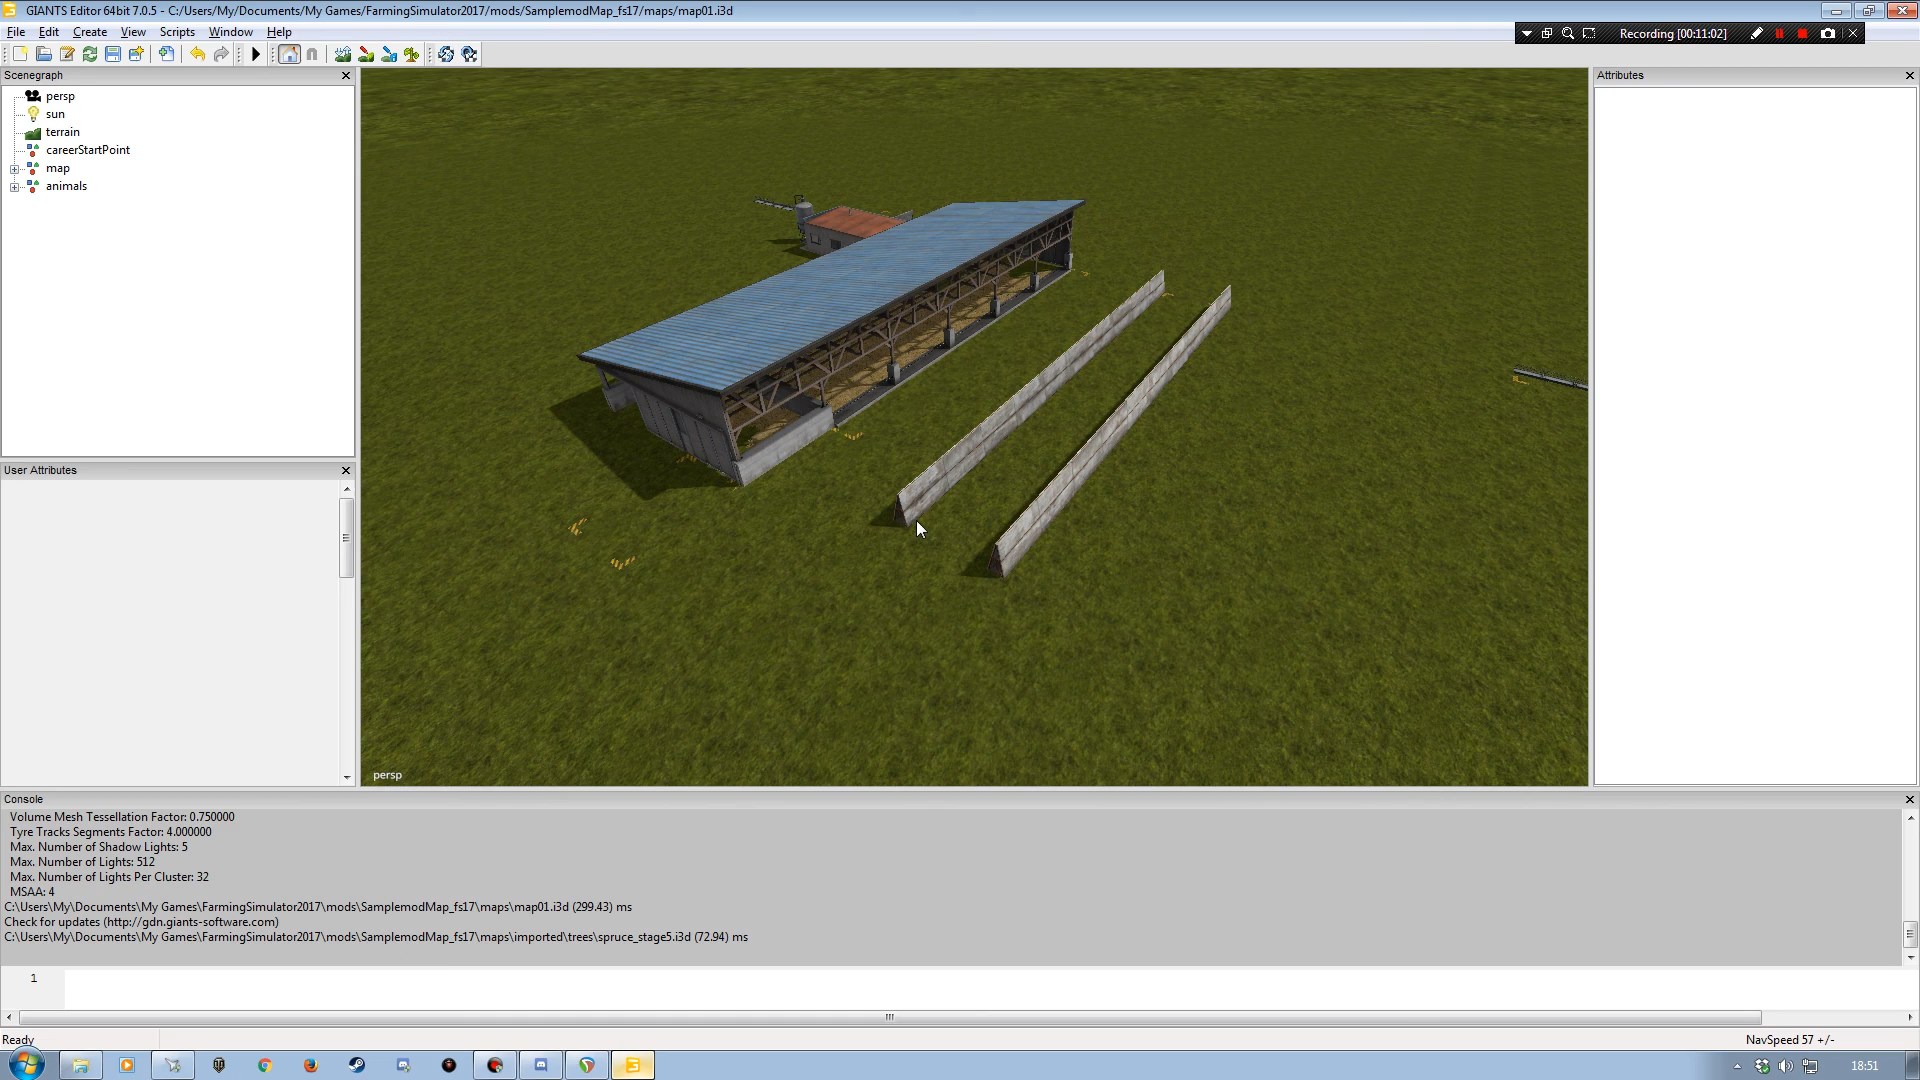 GIANTS Editor 64bit 7.0.5 - C:/Users/My/Documents/My Games/FarmingSimulator2017/mods/SamplemodMap_fs17/maps/map01.i3d
File Edit Create View Scripts Window Help
Recording [00:11:02]
Scenegraph
persp
sun
terrain
careerStartPoint
map
animals
User Attributes
Attributes
persp
Console
Volume Mesh Tessellation Factor: 0.750000
Tyre Tracks Segments Factor: 4.000000
Max. Number of Shadow Lights: 5
Max. Number of Lights: 512
Max. Number of Lights Per Cluster: 32
MSAA: 4
C:\Users\My\Documents\My Games\FarmingSimulator2017\mods\SamplemodMap_fs17\maps\map01.i3d (299.43) ms
Check for updates (http://gdn.giants-software.com)
C:\Users\My\Documents\My Games\FarmingSimulator2017\mods\SamplemodMap_fs17\maps\imported\trees\spruce_stage5.i3d (72.94) ms
1
Ready
NavSpeed 57 +/-
18:51